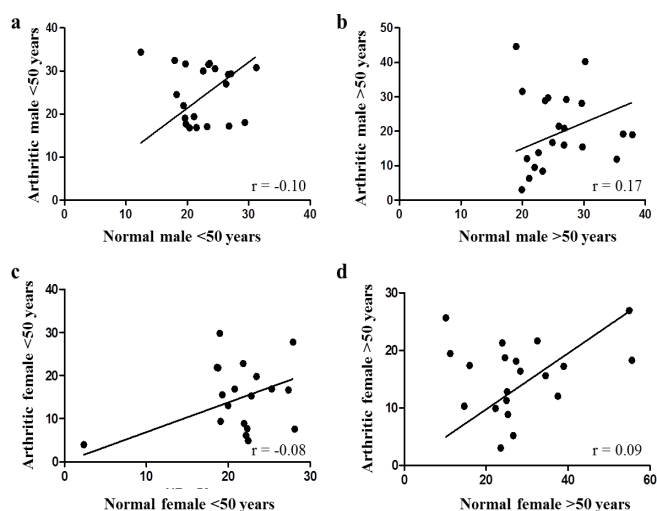 a
Arthritic male <50 years
40
30
20
10
0
0 10 20 30 40
r = -0.10
Normal male <50 years
b
Arthritic male >50 years
50
40
30
20
10
0
0 10 20 30 40
r = 0.17
Normal male >50 years
c
Arthritic female <50 years
40
30
20
10
0
0 10 20 30
r = -0.08
Normal female <50 years
d
Arthritic female >50 years
30
20
10
0
0 20 40 60
r = 0.09
Normal female >50 years